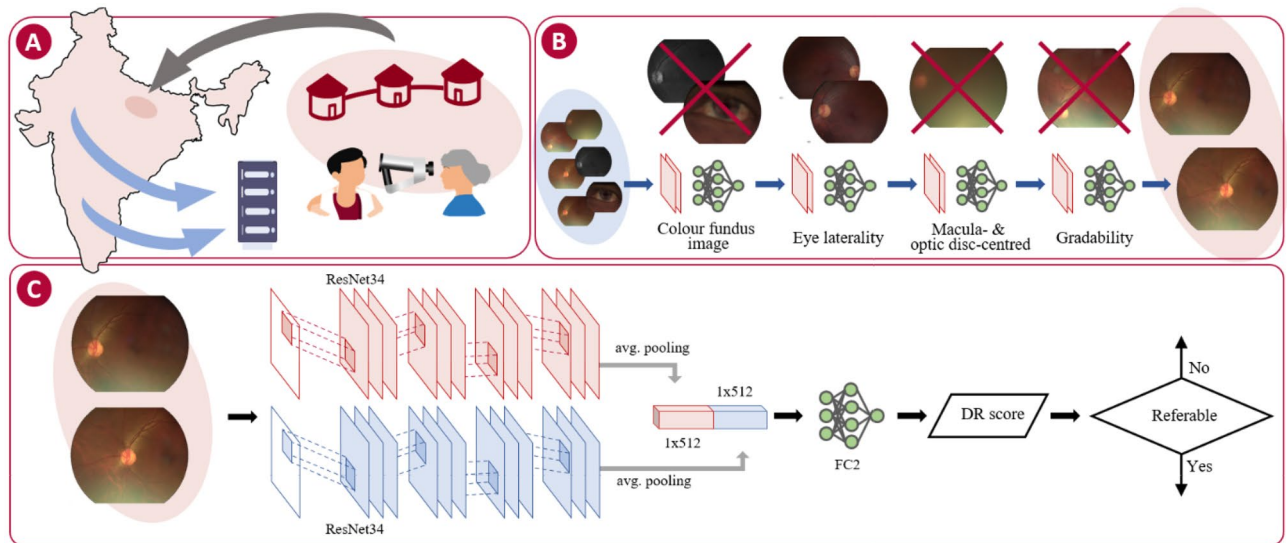 A
B
Colour fundus
image
Eye laterality
Macula- &
optic disc-centred
Gradability
C
ResNet34
avg. pooling
1x512
1x512
avg. pooling
ResNet34
FC2
DR score
Referable
No
Yes